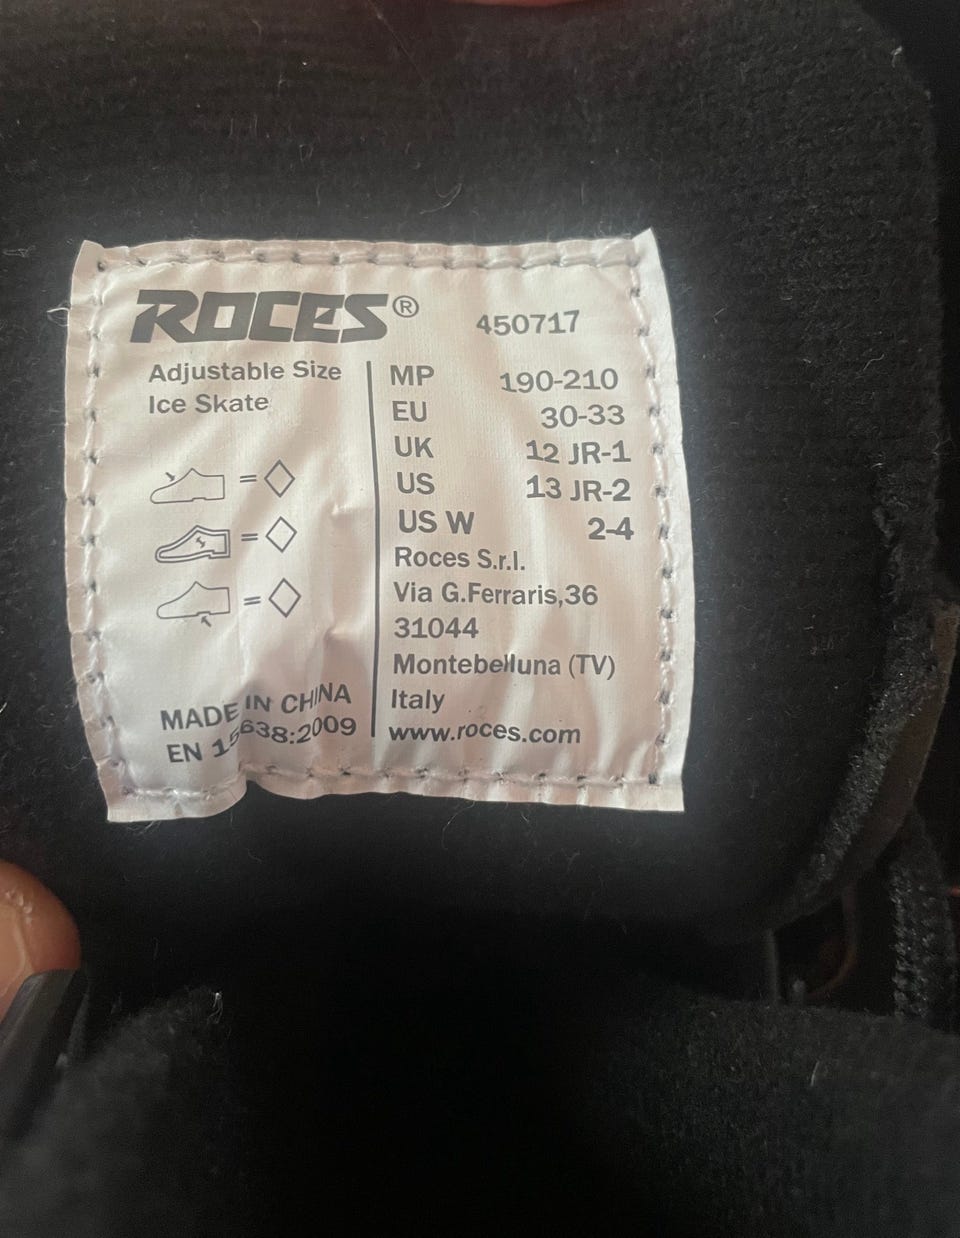 ROCES®
450717
Adjustable Size
Ice Skate
=
=
=
MADE IN CHINA
EN 15638:2009
MP 190-210
EU 30-33
UK 12 JR-1
US 13 JR-2
US W 2-4
Roces S.r.l.
Via G.Ferraris,36
31044
Montebelluna (TV)
Italy
www.roces.com